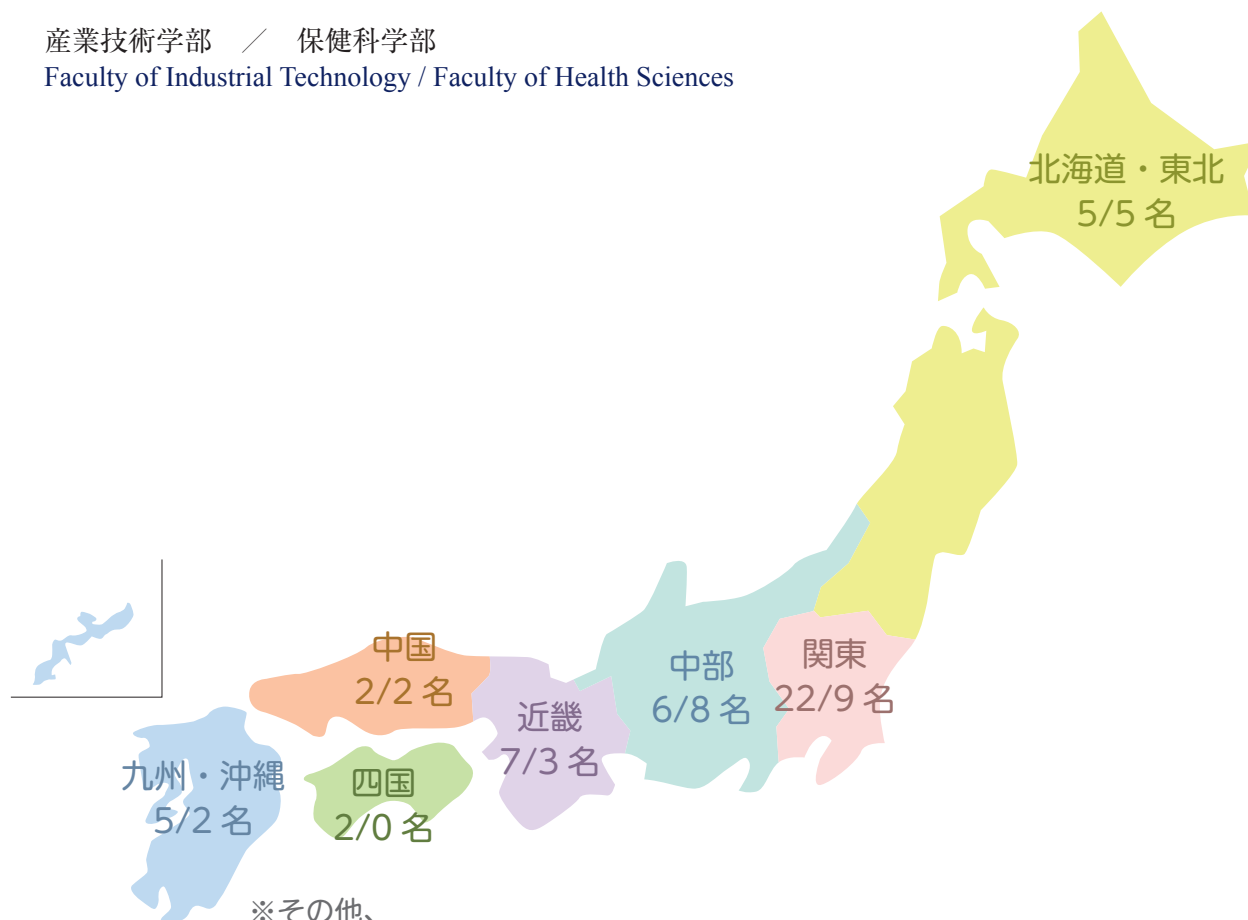 産業技術学部　／　保健科学部
Faculty of Industrial Technology / Faculty of Health Sciences
北海道・東北
5/5 名
関東
22/9 名
中部
6/8 名
近畿
7/3 名
中国
2/2 名
四国
2/0 名
九州・沖縄
5/2 名
※その他、